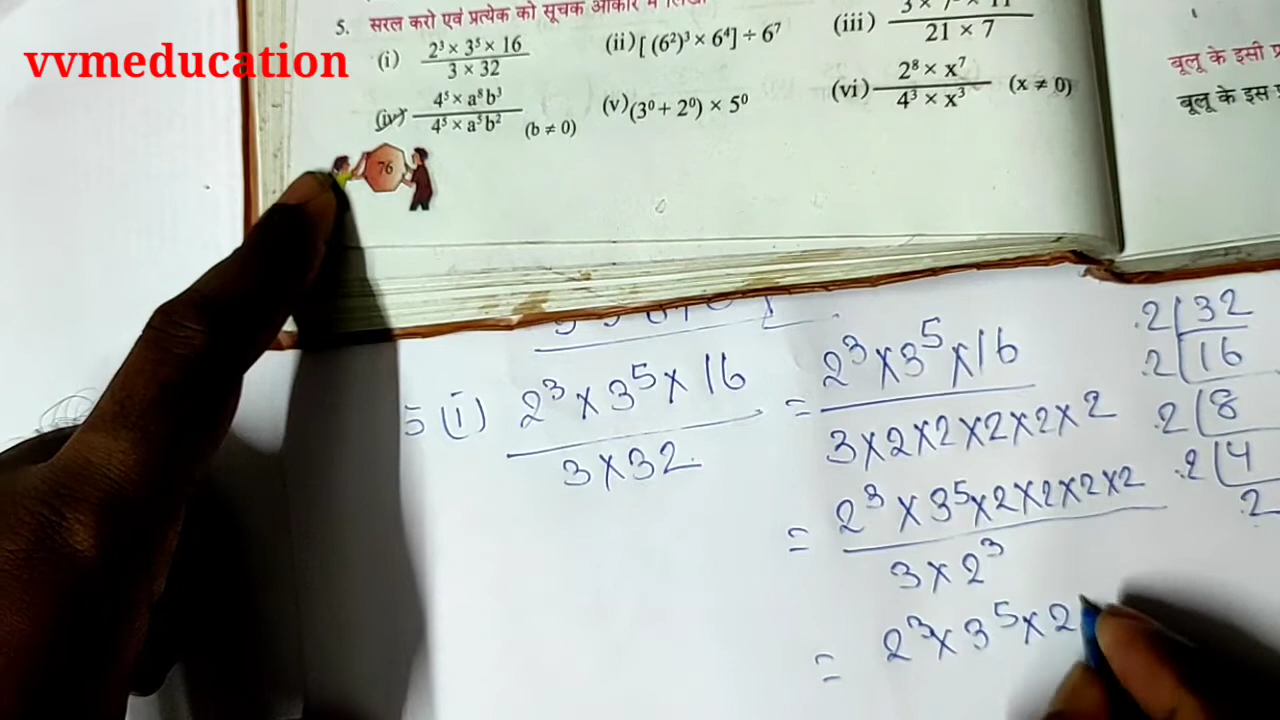 5. सरल करो एवं प्रत्येक को सूचक आकार में
vvmeducation
(i) 2³ × 3⁵ × 16 / 3 × 32
(ii) [ (6²)³ × 6⁴] ÷ 6⁷
(iii) 21 × 7
(iv) 4⁵ × a⁸b³ / 4⁵ × a⁵b² (b ≠ 0)
(v) (3⁰ + 2⁰) × 5⁰
(vi) 2⁸ × x⁷ / 4³ × x³ (x ≠ 0)
76
बूलू के इसी
बूलू के इस
5 (i) 2³ × 3⁵ × 16 / 3 × 32 = 2³ × 3⁵ × 16 / 3 × 2 × 2 × 2 × 2 × 2
= 2³ × 3⁵ × 2 × 2 × 2 × 2 / 3 × 2³
= 2³ × 3⁵ × 2
2 | 32
2 | 16
2 | 8
2 | 4
2